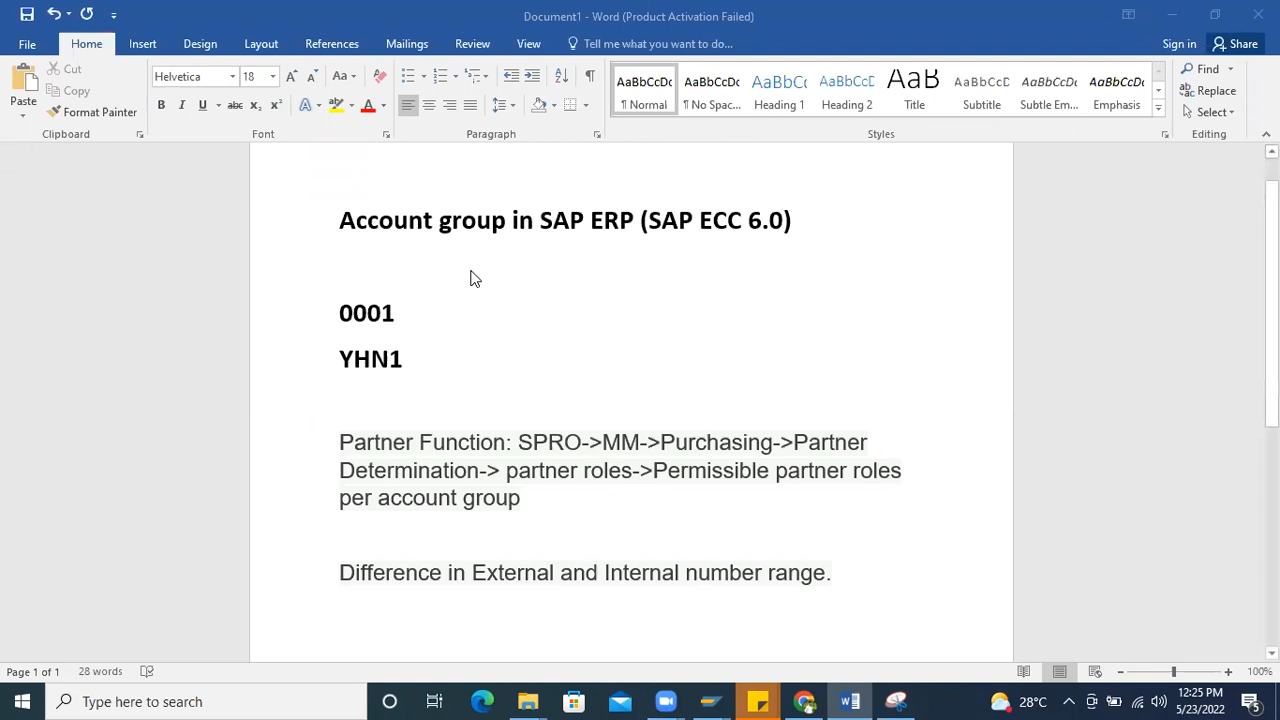 Document1 - Word (Product Activation Failed)
File
Home
Insert
Design
Layout
References
Mailings
Review
View
Tell me what you want to do...
Sign in
Share
Paste
Cut
Copy
Format Painter
Clipboard
Helvetica
18
Font
Paragraph
AaBbCcDc
¶ Normal
AaBbCcDc
¶ No Spac...
AaBbCc
Heading 1
AaBbCcC
Heading 2
AaB
Title
AaBbCcD
Subtitle
AaBbCcDc
Subtle Em...
AaBbCcDc
Emphasis
Styles
Find
Replace
Select
Editing
Account group in SAP ERP (SAP ECC 6.0)
0001
YHN1
Partner Function: SPRO->MM->Purchasing->Partner
Determination-> partner roles->Permissible partner roles
per account group
Difference in External and Internal number range.
Page 1 of 1
28 words
100%
Type here to search
28°C
12:25 PM
5/23/2022
5